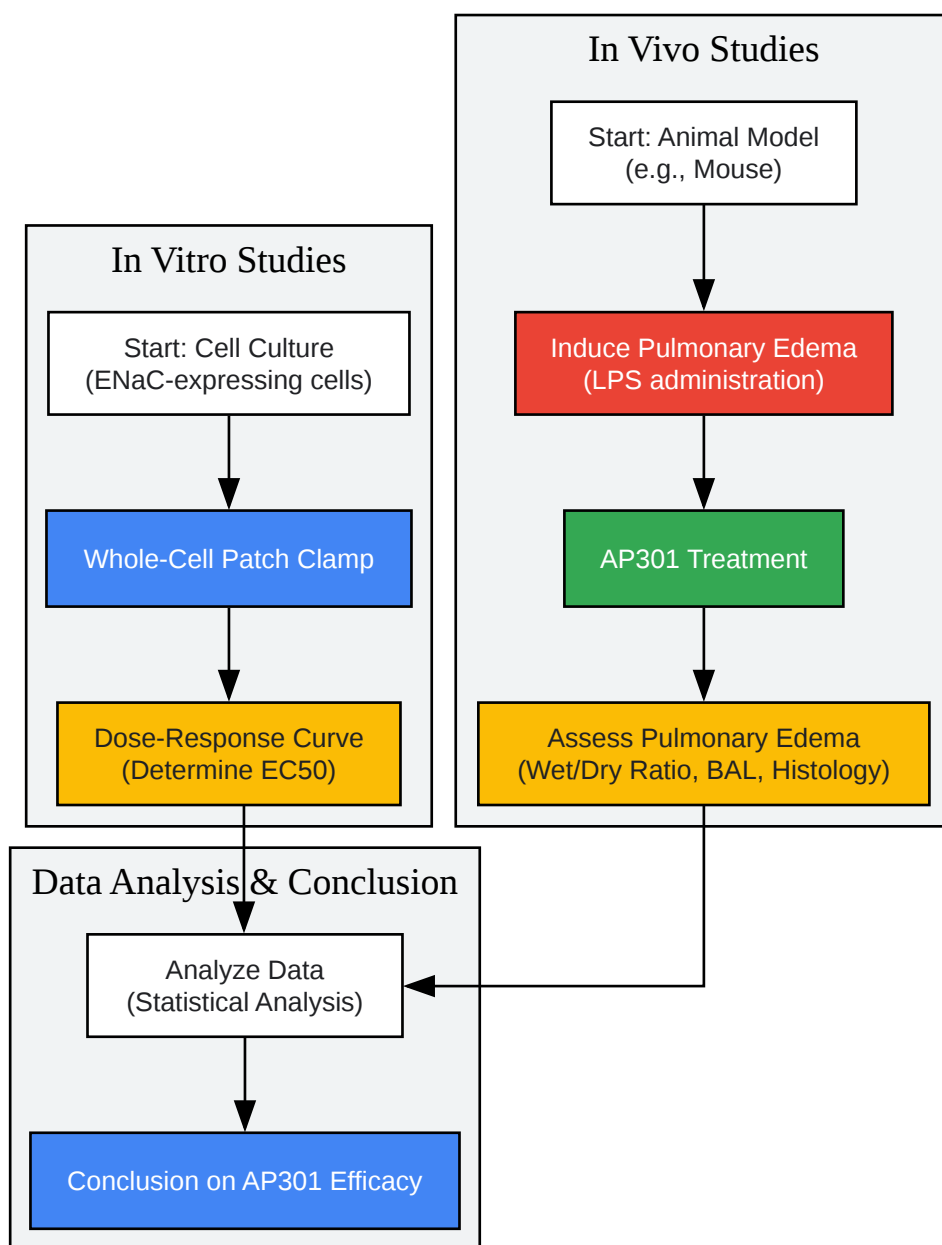 In Vivo Studies
Start: Animal Model
(e.g., Mouse)
Induce Pulmonary Edema
(LPS administration)
AP301 Treatment
Assess Pulmonary Edema
(Wet/Dry Ratio, BAL, Histology)
In Vitro Studies
Start: Cell Culture
(ENaC-expressing cells)
Whole-Cell Patch Clamp
Dose-Response Curve
(Determine EC50)
Data Analysis & Conclusion
Analyze Data
(Statistical Analysis)
Conclusion on AP301 Efficacy